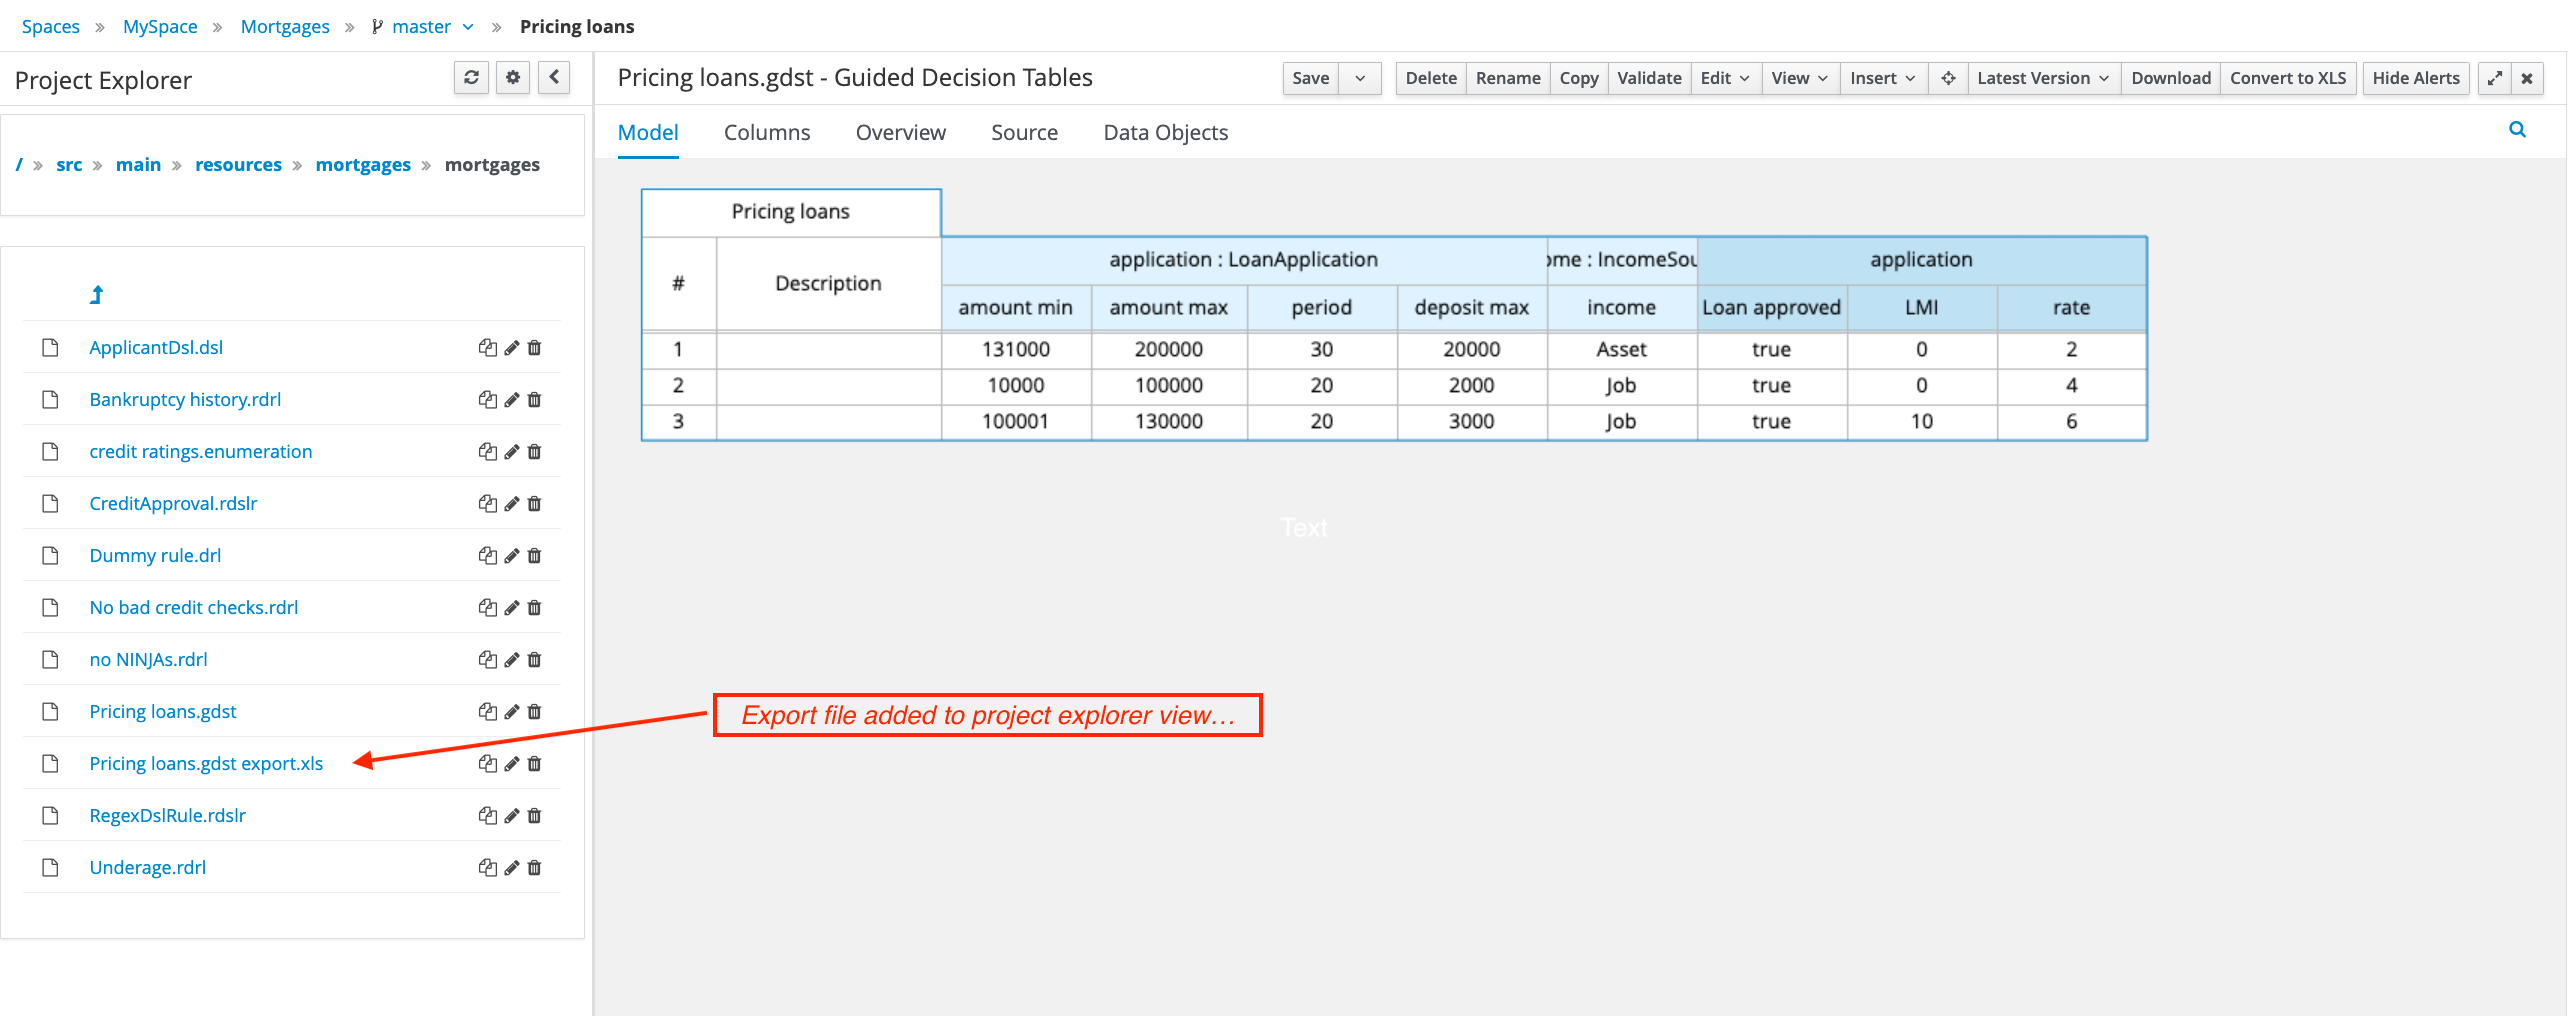 Spaces » MySpace » Mortgages » master » Pricing loans
Project Explorer
/ » src » main » resources » mortgages » mortgages
ApplicantDsl.dsl
Bankruptcy history.rdrl
credit ratings.enumeration
CreditApproval.rdslr
Dummy rule.drl
No bad credit checks.rdrl
no NINJAs.rdrl
Pricing loans.gdst
Pricing loans.gdst export.xls
RegexDslRule.rdslr
Underage.rdrl
Pricing loans.gdst - Guided Decision Tables
Save Delete Rename Copy Validate Edit View Insert Latest Version Download Convert to XLS Hide Alerts
Model Columns Overview Source Data Objects
Pricing loans
# Description application : LoanApplication ome : IncomeSou application
amount min amount max period deposit max income Loan approved LMI rate
1 131000 200000 30 20000 Asset true 0 2
2 10000 100000 20 2000 Job true 0 4
3 100001 130000 20 3000 Job true 10 6
Text
Export file added to project explorer view…